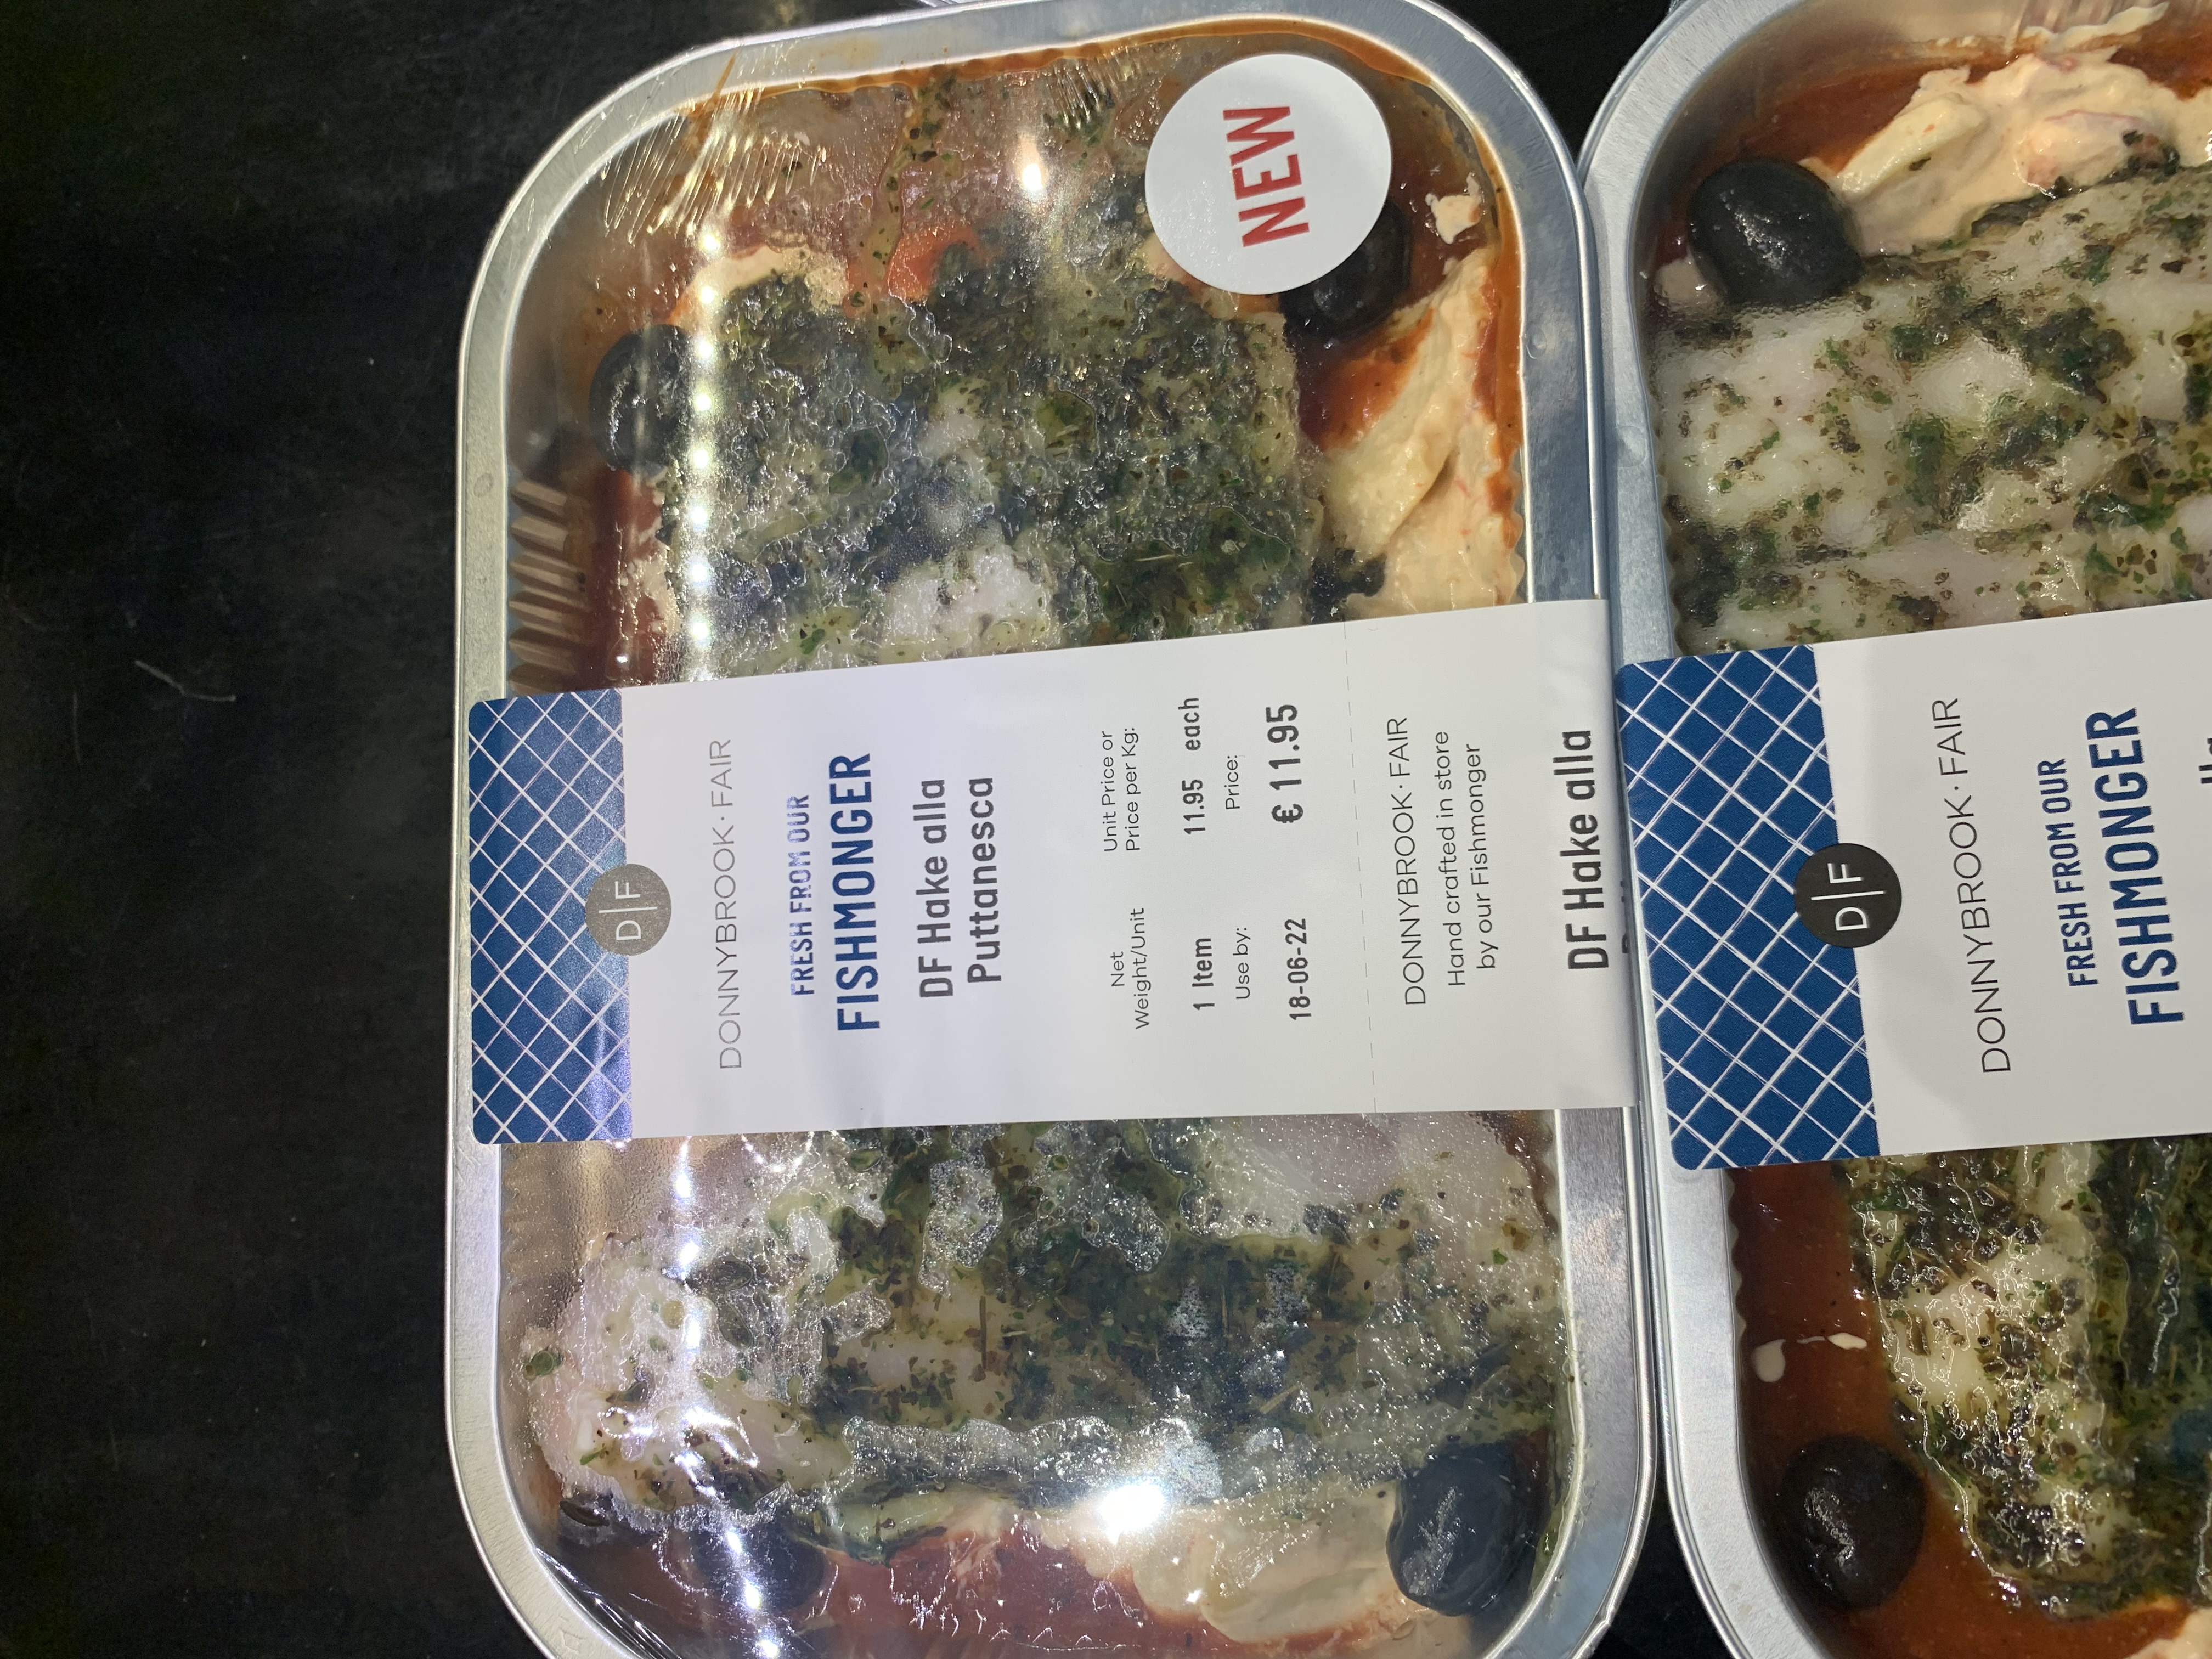 NEW
D|F
DONNYBROOK·FAIR
FRESH FROM OUR
FISHMONGER
DF Hake alla
Puttanesca
Net
weight/Unit
Unit Price or
Price per Kg:
1 Item
11.95 each
Use by:
Price:
18-06-22
€ 11.95
DONNYBROOK·FAIR
Hand crafted in store
by our Fishmonger
DF Hake alla
D|F
DONNYBROOK·FAIR
FRESH FROM OUR
FISHMONGER